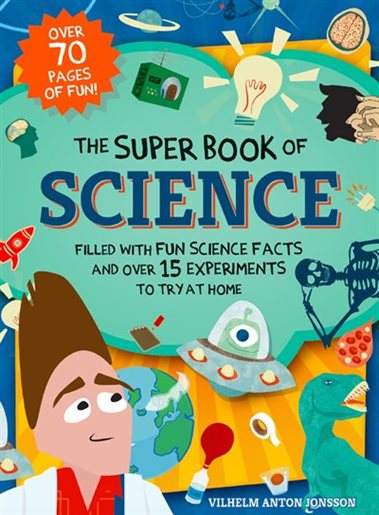 OVER
70
PAGES
OF FUN!
THE SUPER BOOK OF
SCIENCE
FILLED WITH FUN SCIENCE FACTS
AND OVER 15 EXPERIMENTS
TO TRY AT HOME
VILHELM ANTON JONSSON